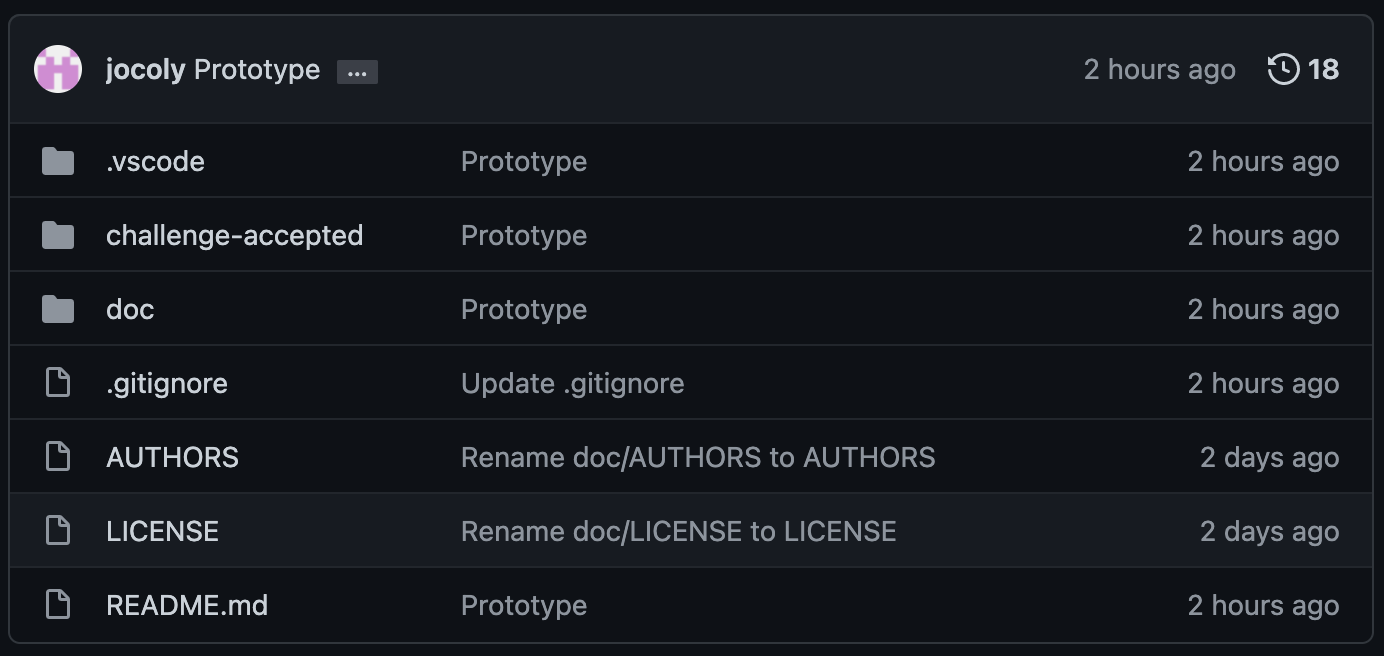 jocoly Prototype ... 2 hours ago 18
.vscode Prototype 2 hours ago
challenge-accepted Prototype 2 hours ago
doc Prototype 2 hours ago
.gitignore Update .gitignore 2 hours ago
AUTHORS Rename doc/AUTHORS to AUTHORS 2 days ago
LICENSE Rename doc/LICENSE to LICENSE 2 days ago
README.md Prototype 2 hours ago